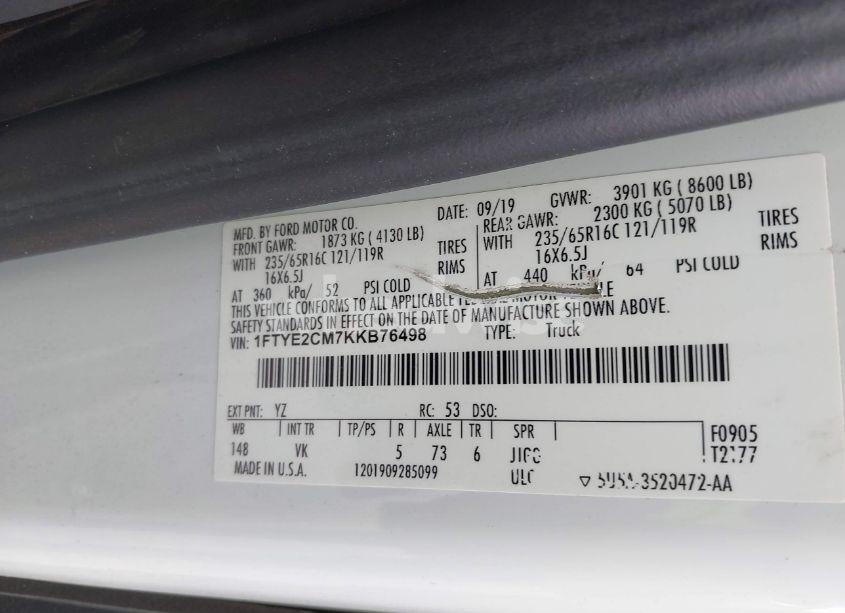 MFD. BY FORD MOTOR CO. DATE: 09/19 GVWR: 3901 KG ( 8600 LB)
FRONT GAWR: 1873 KG ( 4130 LB) REAR GAWR: 2300 KG ( 5070 LB)
WITH 235/65R16C 121/119R TIRES WITH 235/65R16C 121/119R TIRES
16X6.5J RIMS 16X6.5J RIMS
AT 360 kPa/ 52 PSI COLD AT 440 kPa/ 64 PSI COLD
THIS VEHICLE CONFORMS TO ALL APPLICABLE MOTOR
SAFETY STANDARDS IN EFFECT ON THE DATE OF MANUFACTURE SHOWN ABOVE.
VIN: 1FTYE2CM7KKB76498 TYPE: Truck
EXT PNT: YZ RC: 53 DSO:
WB INT TR TP/PS R AXLE TR SPR F0905
148 VK 5 73 6 T2177
MADE IN U.S.A. 1201909285099